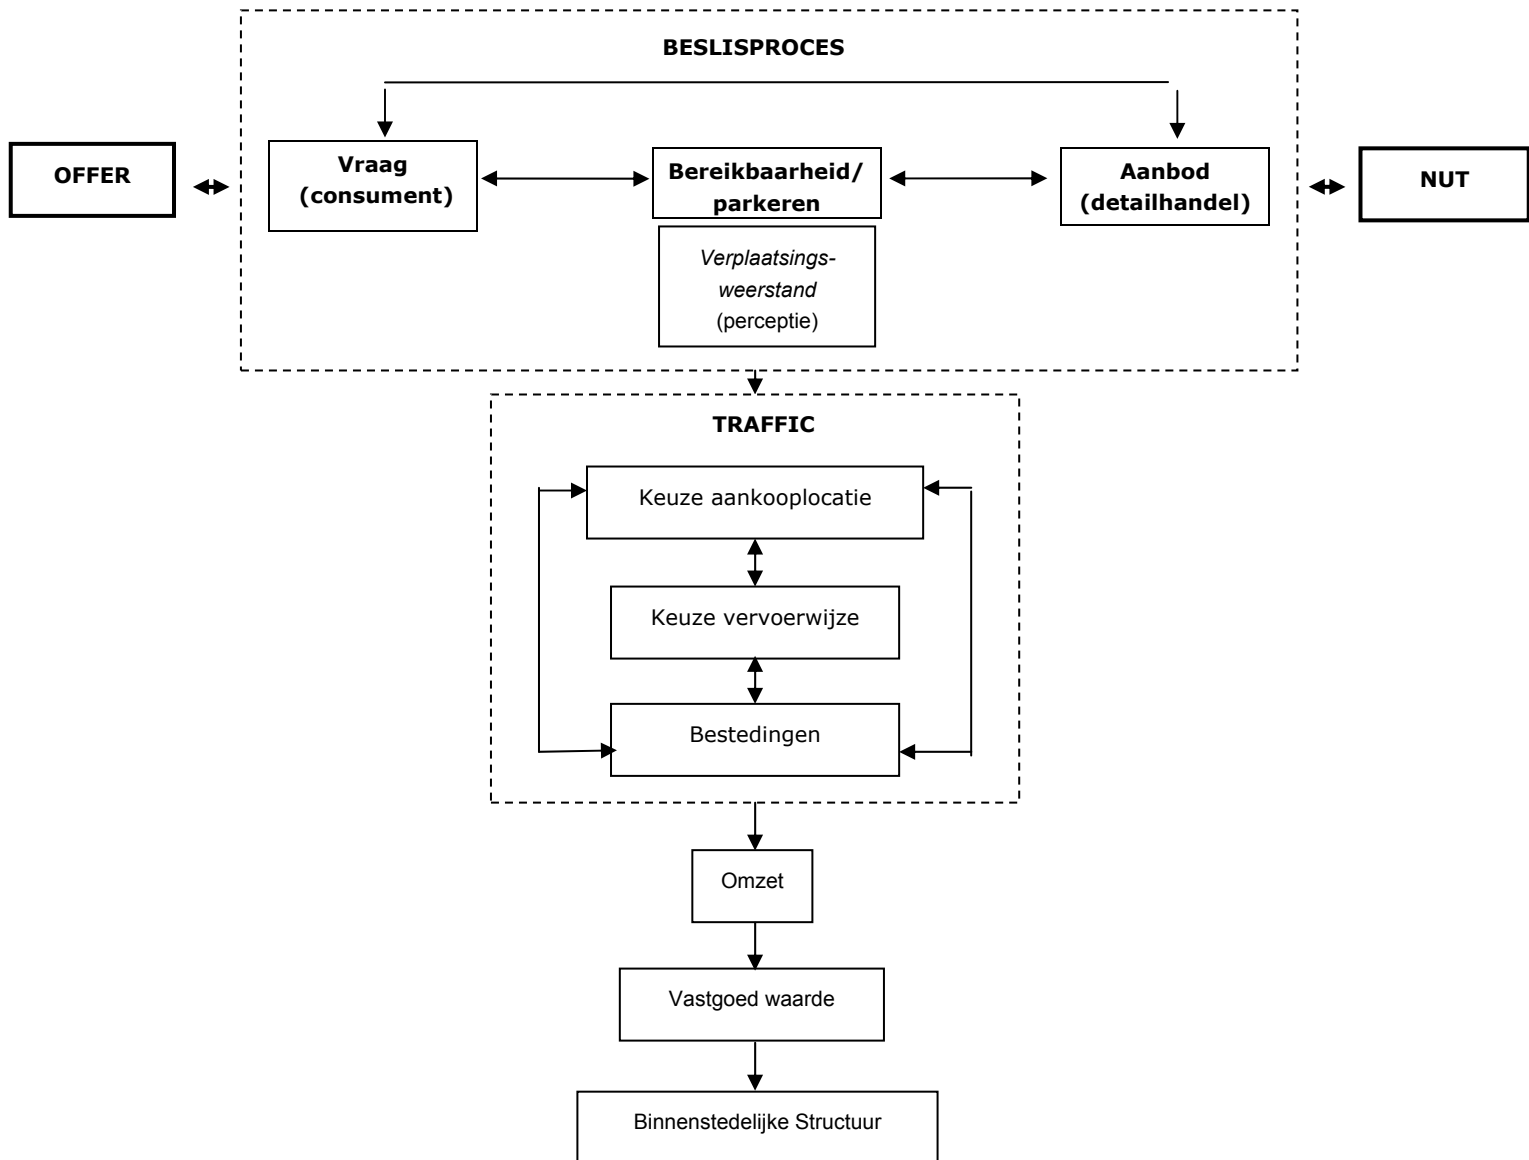 BESLISPROCES
OFFER
Vraag
(consument)
Bereikbaarheid/
parkeren
Aanbod
(detailhandel)
NUT
Verplaatsings-
weerstand
(perceptie)
TRAFFIC
Keuze aankooplocatie
Keuze vervoerwijze
Bestedingen
Omzet
Vastgoed waarde
Binnenstedelijke Structuur